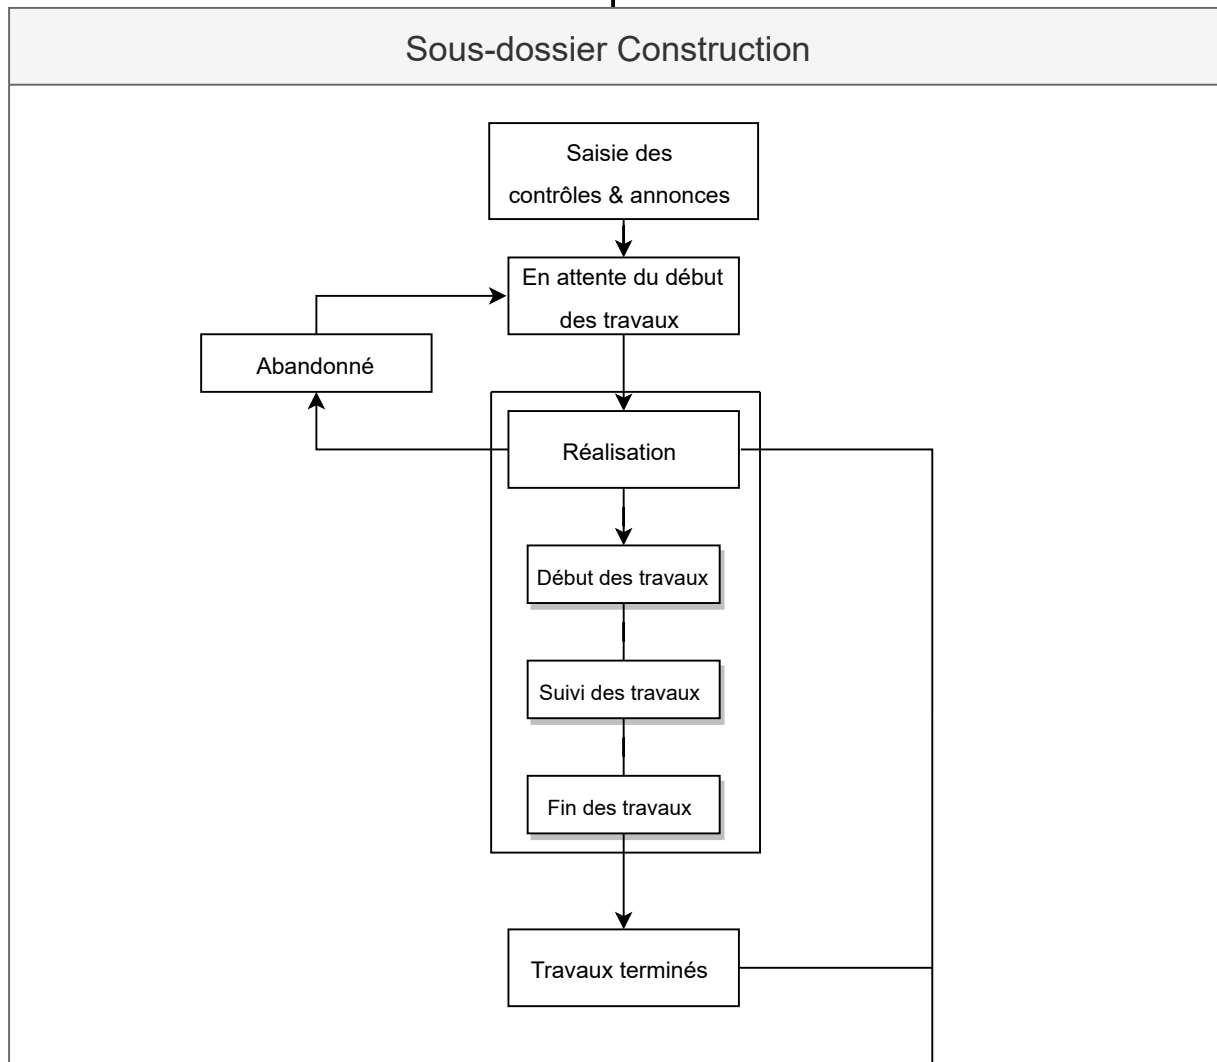 Sous-dossier Construction
Saisie des
contrôles & annonces
En attente du début
des travaux
Abandonné
Réalisation
Début des travaux
Suivi des travaux
Fin des travaux
Travaux terminés